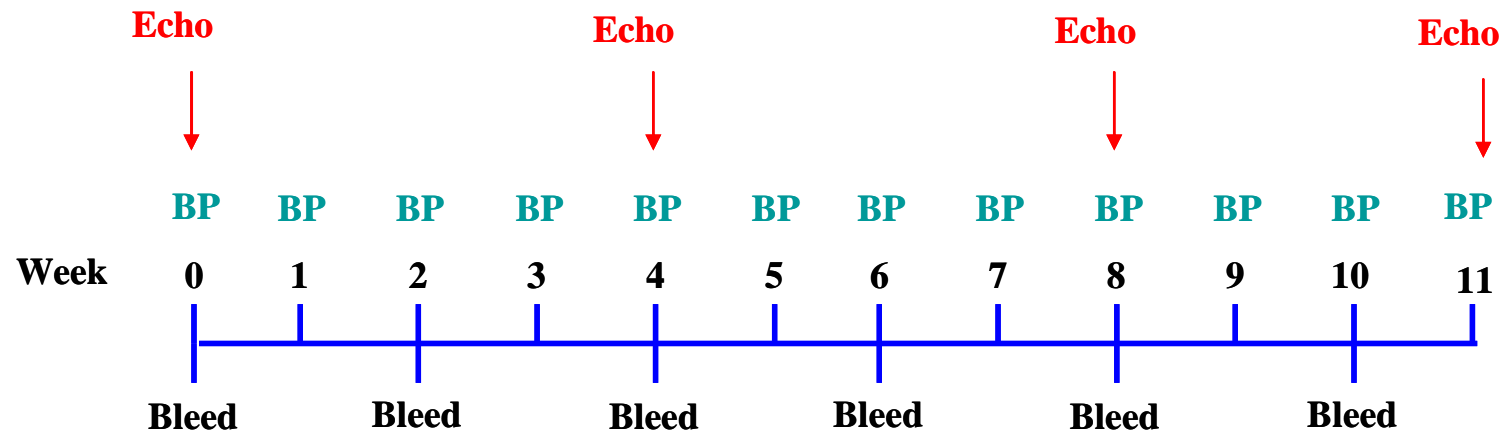 Echo Echo Echo Echo
BP BP BP BP BP BP BP BP BP BP BP BP
Week 0 1 2 3 4 5 6 7 8 9 10 11
Bleed Bleed Bleed Bleed Bleed Bleed